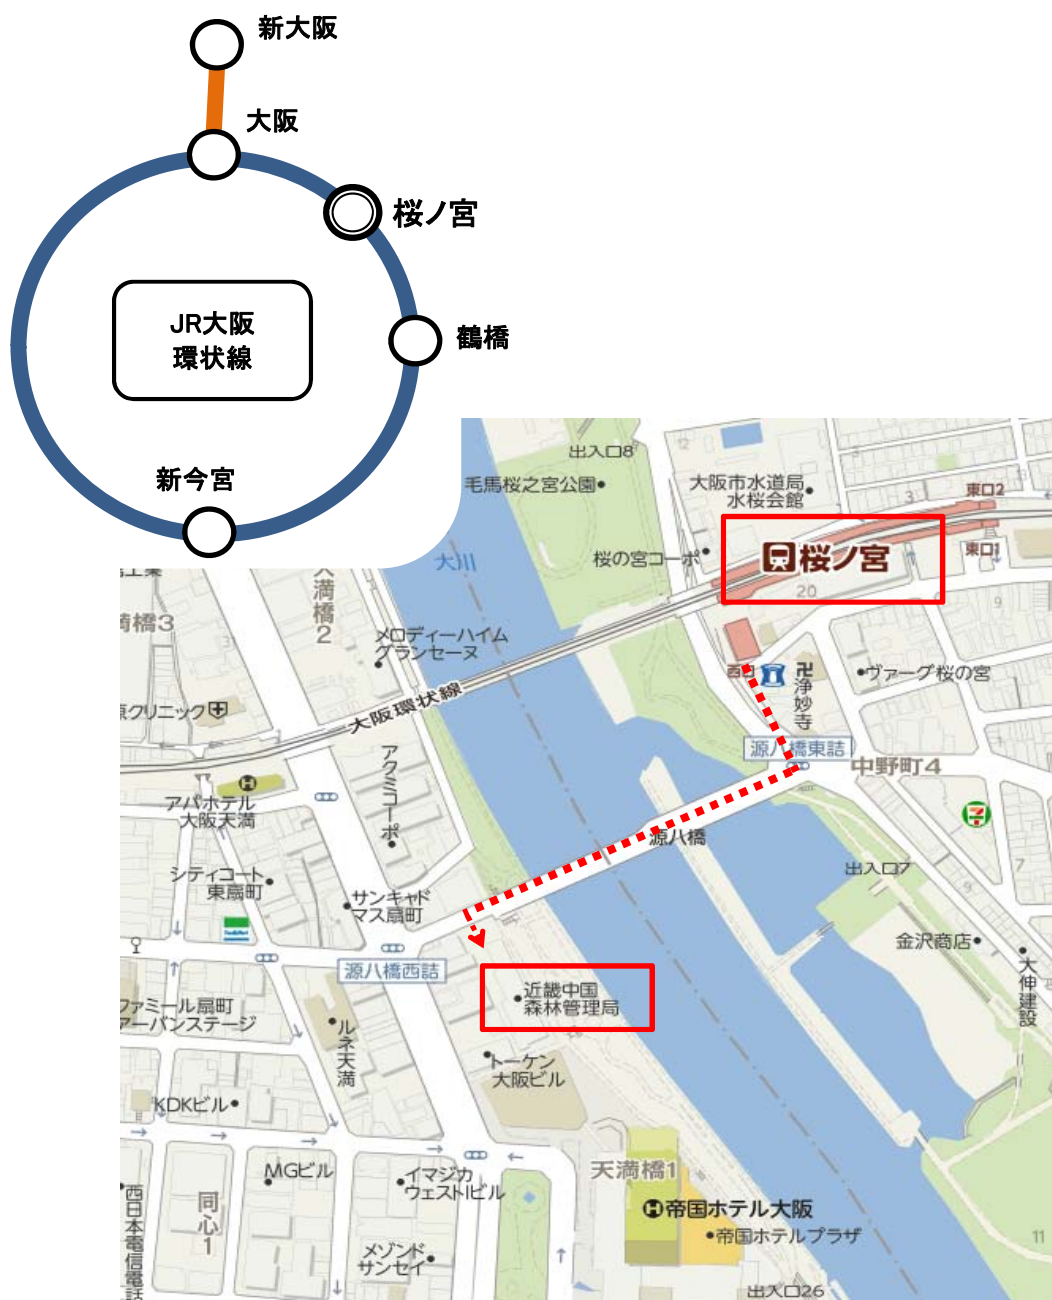 新大阪
大阪
桜ノ宮
JR大阪
環状線
鶴橋
新今宮
出入口8
12
毛馬桜之宮公園
大阪市水道局
水桜会館
3
東口2
桜の宮コーポ
桜ノ宮
東口1
大川
20
9
天満橋2
満橋3
メロディーハイム
グランセーヌ
西口
卍浄妙寺
ヴァーグ桜の宮
クリニック
大阪環状線
源八橋東詰
中野町4
アクミコーポ
アパホテル
大阪天満
源八橋
7
出入口7
9
シティコート
東扇町
サンキャド
マス扇町
FamilyMart
金沢商店
大伸建設
源八橋西詰
近畿中国
森林管理局
ファミール扇町
アーバンステージ
ルネ天満
トーケン
大阪ビル
KDKビル
MGビル
イマジカ
ウェストビル
天満橋1
同心1
西日本電信電話
帝国ホテル大阪
帝国ホテルプラザ
メゾンド
サンセイ
11
出入口26